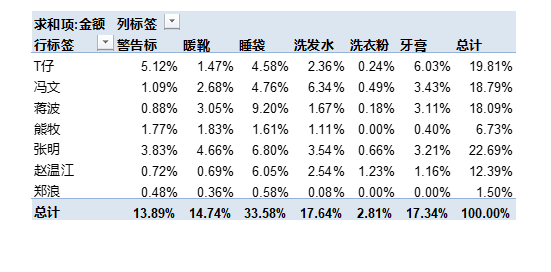 求和项:金额 列标签
行标签 警告标 暖靴 睡袋 洗发水 洗衣粉 牙膏 总计
T仔 5.12% 1.47% 4.58% 2.36% 0.24% 6.03% 19.81%
冯文 1.09% 2.68% 4.76% 6.34% 0.49% 3.43% 18.79%
蒋波 0.88% 3.05% 9.20% 1.67% 0.18% 3.11% 18.09%
熊牧 1.77% 1.83% 1.61% 1.11% 0.00% 0.40% 6.73%
张明 3.83% 4.66% 6.80% 3.54% 0.66% 3.21% 22.69%
赵温江 0.72% 0.69% 6.05% 2.54% 1.23% 1.16% 12.39%
郑浪 0.48% 0.36% 0.58% 0.08% 0.00% 0.00% 1.50%
总计 13.89% 14.74% 33.58% 17.64% 2.81% 17.34% 100.00%